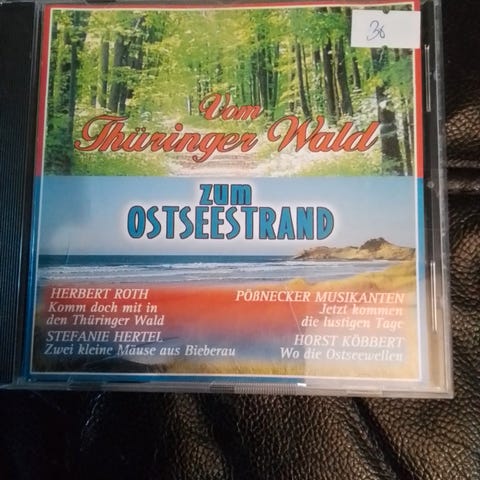 30
Vom
Thüringer Wald
zum
OSTSEESTRAND
HERBERT ROTH
Komm doch mit in
den Thüringer Wald
STEFANIE HERTEL
Zwei kleine Mäuse aus Bieberau
PÖßNECKER MUSIKANTEN
Jetzt kommen
die lustigen Tage
HORST KÖBBERT
Wo die Ostseewellen